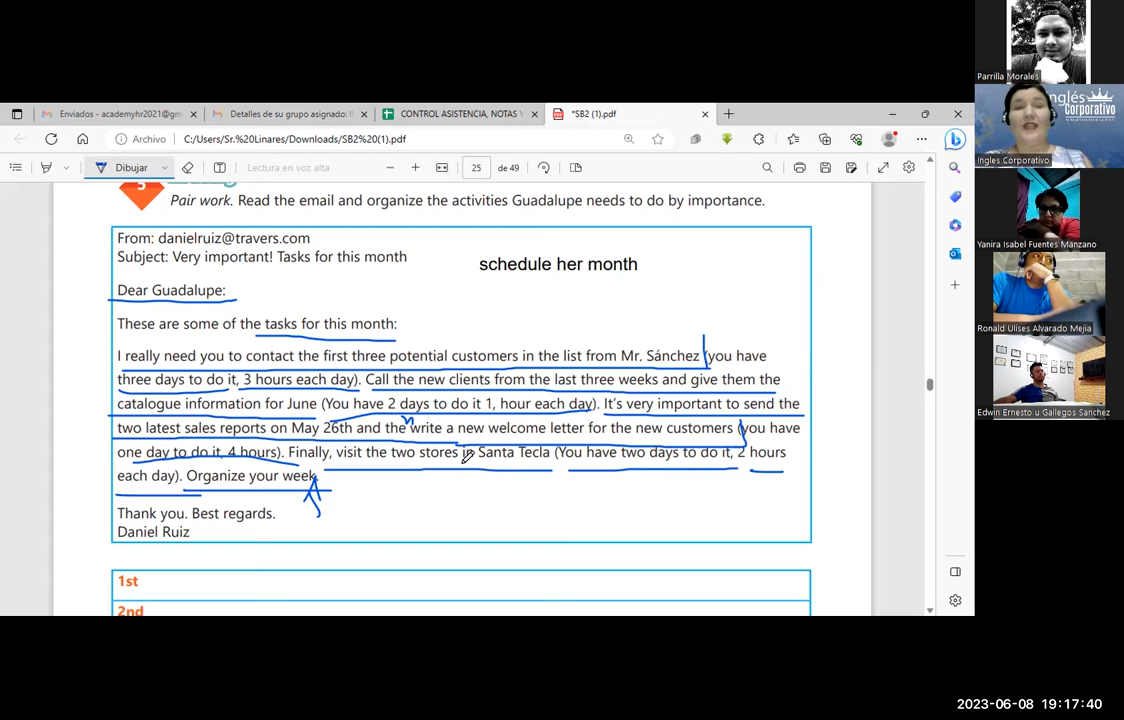 Enviados - academyhr2021@gm
Detalles de su grupo asignado: I
CONTROL ASISTENCIA, NOTAS Y
*SB2 (1).pdf
Archivo
C:/Users/Sr.%20Linares/Downloads/SB2%20(1).pdf
Dibujar
Lectura en voz alta
25
de 49
3
Pair work. Read the email and organize the activities Guadalupe needs to do by importance.
From: danielruiz@travers.com
Subject: Very important! Tasks for this month
schedule her month
Dear Guadalupe:
These are some of the tasks for this month:
I really need you to contact the first three potential customers in the list from Mr. Sánchez (you have
three days to do it, 3 hours each day). Call the new clients from the last three weeks and give them the
catalogue information for June (You have 2 days to do it 1, hour each day). It's very important to send the
two latest sales reports on May 26th and the write a new welcome letter for the new customers (you have
n
one day to do it, 4 hours). Finally, visit the two stores in Santa Tecla (You have two days to do it, 2 hours
each day). Organize your week.
Thank you. Best regards.
Daniel Ruiz
1st
2nd
Parrilla Morales
Inglés
Corporativo
Ingles Corporativo
Yanira Isabel Fuentes Manzano
Ronald Ulises Alvarado Mejia
Edwin Ernesto u Gallegos Sanchez
2023-06-08 19:17:40